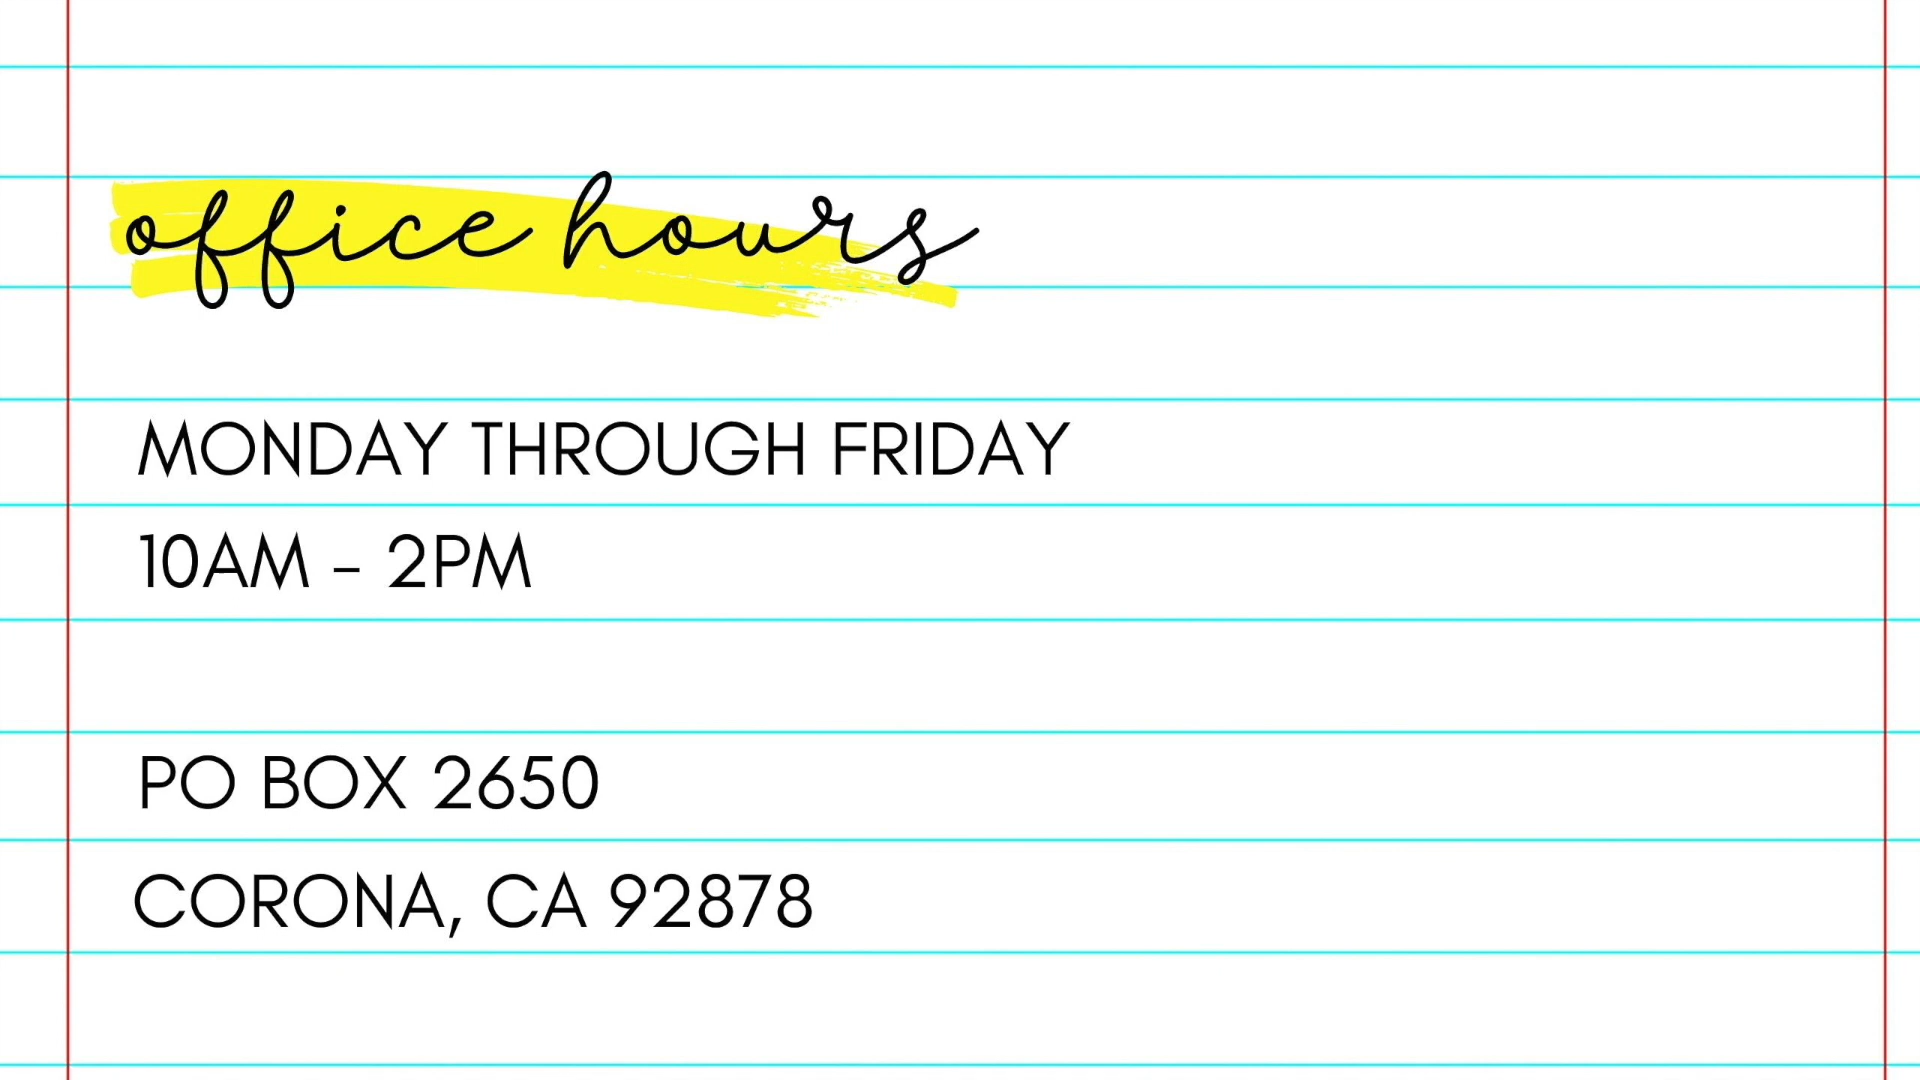 office hours
MONDAY THROUGH FRIDAY
10AM - 2PM
PO BOX 2650
CORONA, CA 92878